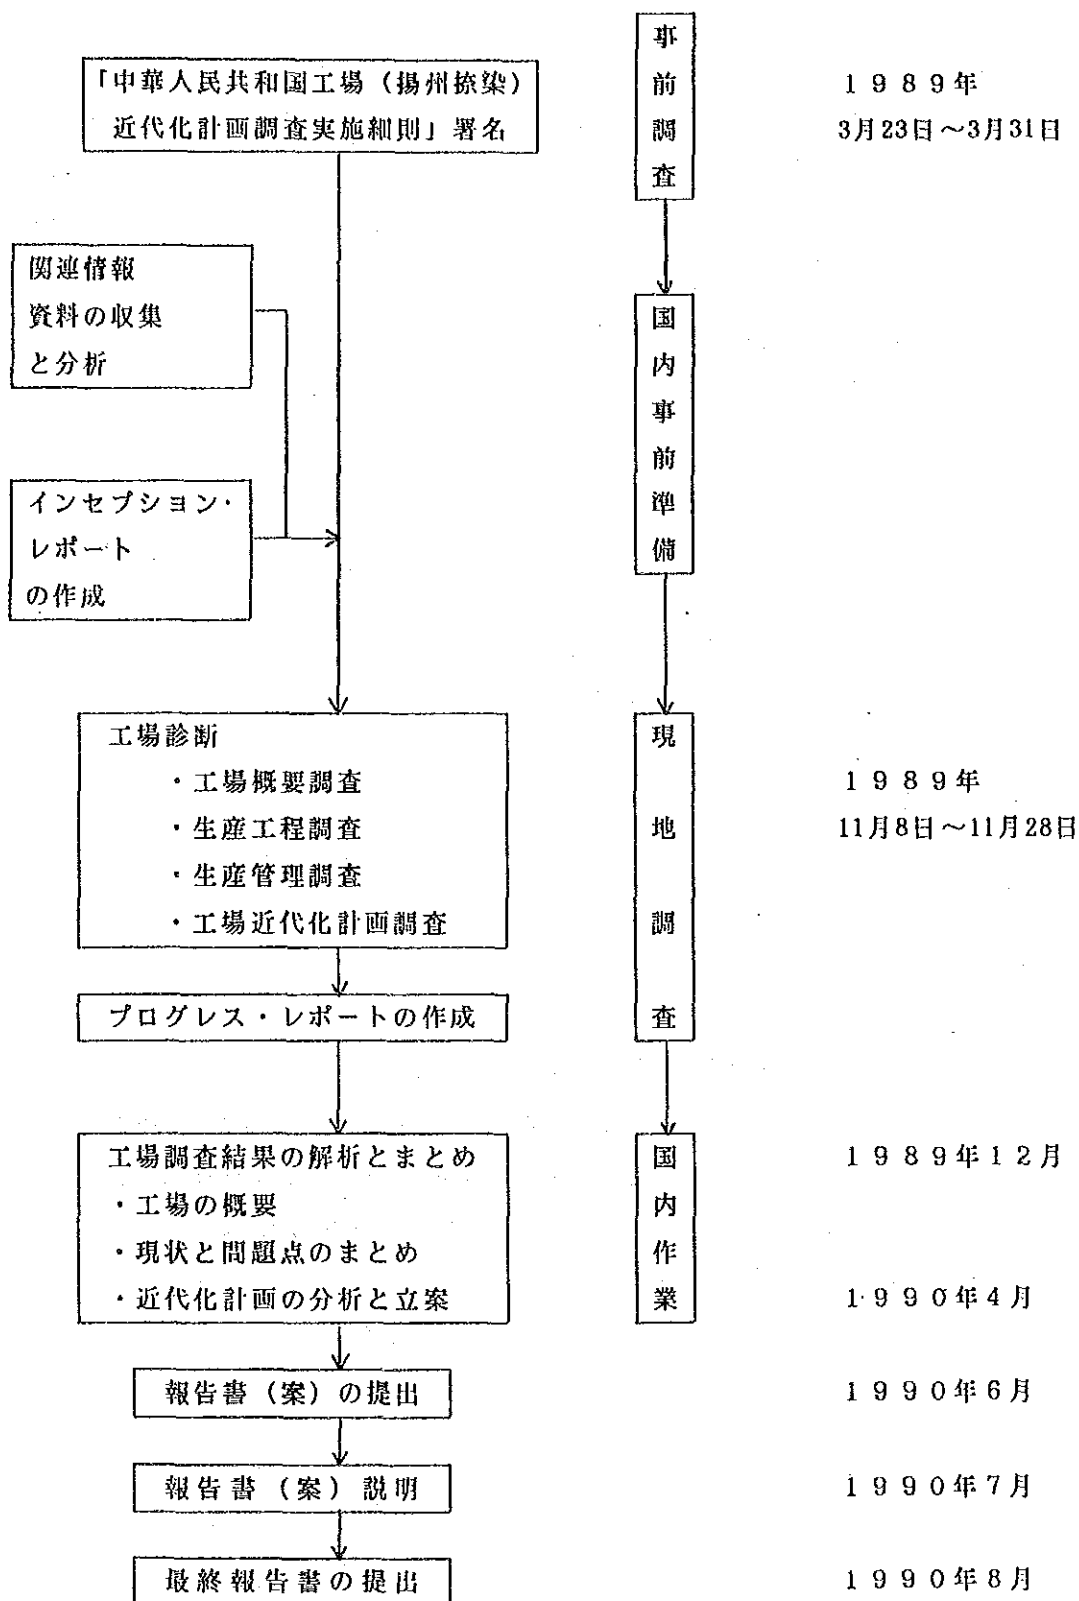 「中華人民共和国工場（揚州捺染）
近代化計画調査実施細則」署名
事前調査
1989年
3月23日～3月31日
関連情報
資料の収集
と分析
インセプション・
レポート
の作成
国内事前準備
工場診断
・工場概要調査
・生産工程調査
・生産管理調査
・工場近代化計画調査
現地調査
1989年
11月8日～11月28日
プログレス・レポートの作成
工場調査結果の解析とまとめ
・工場の概要
・現状と問題点のまとめ
・近代化計画の分析と立案
国内作業
1989年12月
1990年4月
報告書（案）の提出
1990年6月
報告書（案）説明
1990年7月
最終報告書の提出
1990年8月